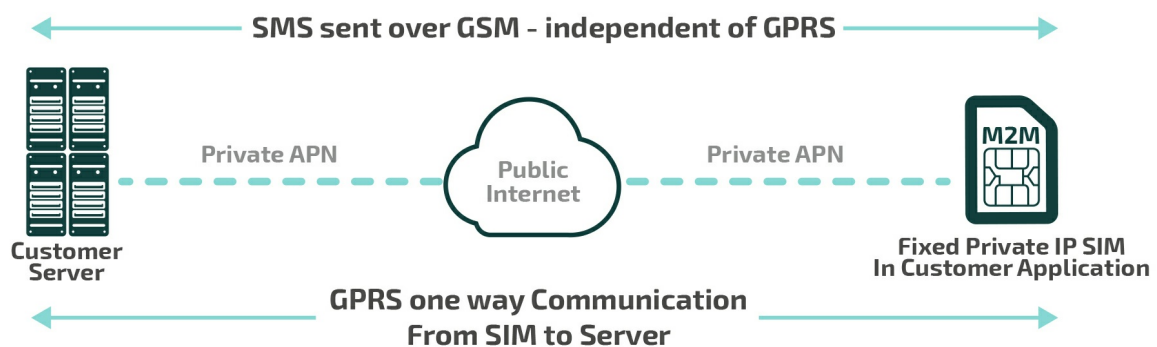 SMS sent over GSM - independent of GPRS
Private APN
Private APN
Public
Internet
M2M
Customer
Server
Fixed Private IP SIM
In Customer Application
GPRS one way Communication
From SIM to Server